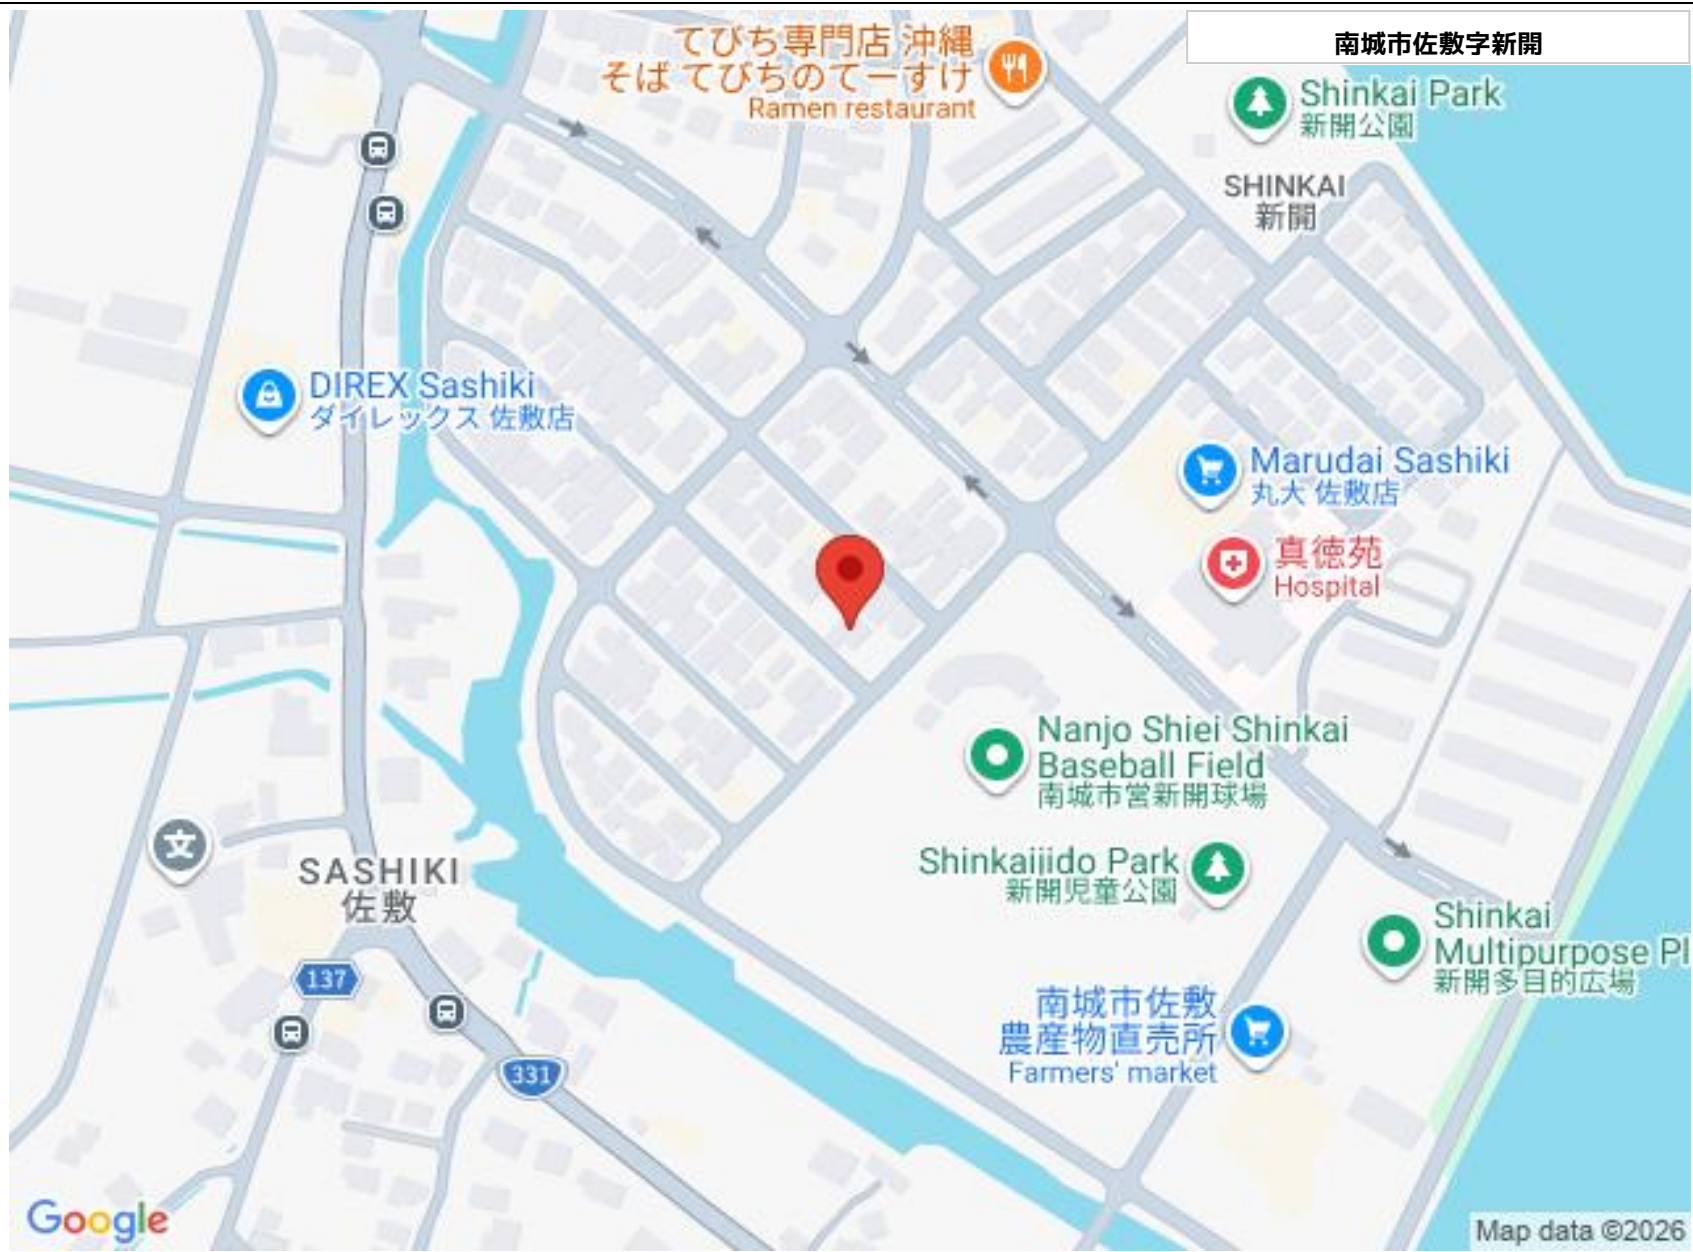 南城市佐敷字新開
てびち専門店 沖縄
そば てびちのてーすけ
Ramen restaurant
Shinkai Park
新開公園
SHINKAI
新開
DIREX Sashiki
ダイレックス 佐敷店
Marudai Sashiki
丸大 佐敷店
真徳苑
Hospital
Nanjo Shiei Shinkai
Baseball Field
南城市営新開球場
文
SASHIKI
佐敷
Shinkaijido Park
新開児童公園
Shinkai
Multipurpose Pl
新開多目的広場
137
南城市佐敷
農産物直売所
Farmers' market
331
Google
Map data ©2026